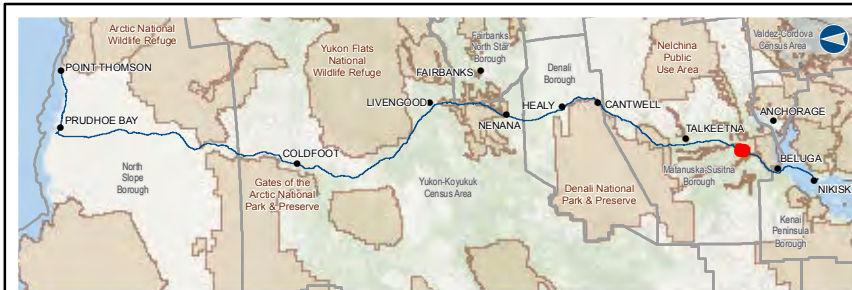 Arctic National
Wildlife Refuge
POINT THOMSON
PRUDHOE BAY
North
Slope
Borough
COLDFOOT
Gates of the
Arctic National
Park & Preserve
Yukon Flats
National
Wildlife Refuge
LIVENGOOD
Yukon-Koyukuk
Census Area
Fairbanks
North Star
Borough
FAIRBANKS
NENANA
Denali
Borough
HEALY
CANTWELL
Denali National
Park & Preserve
Nelchina
Public
Use Area
TALKEETNA
Matanuska-Susitna
Borough
Valdez-Cordova
Census Area
ANCHORAGE
BELUGA
NIKISKI
Kenai
Peninsula
Borough